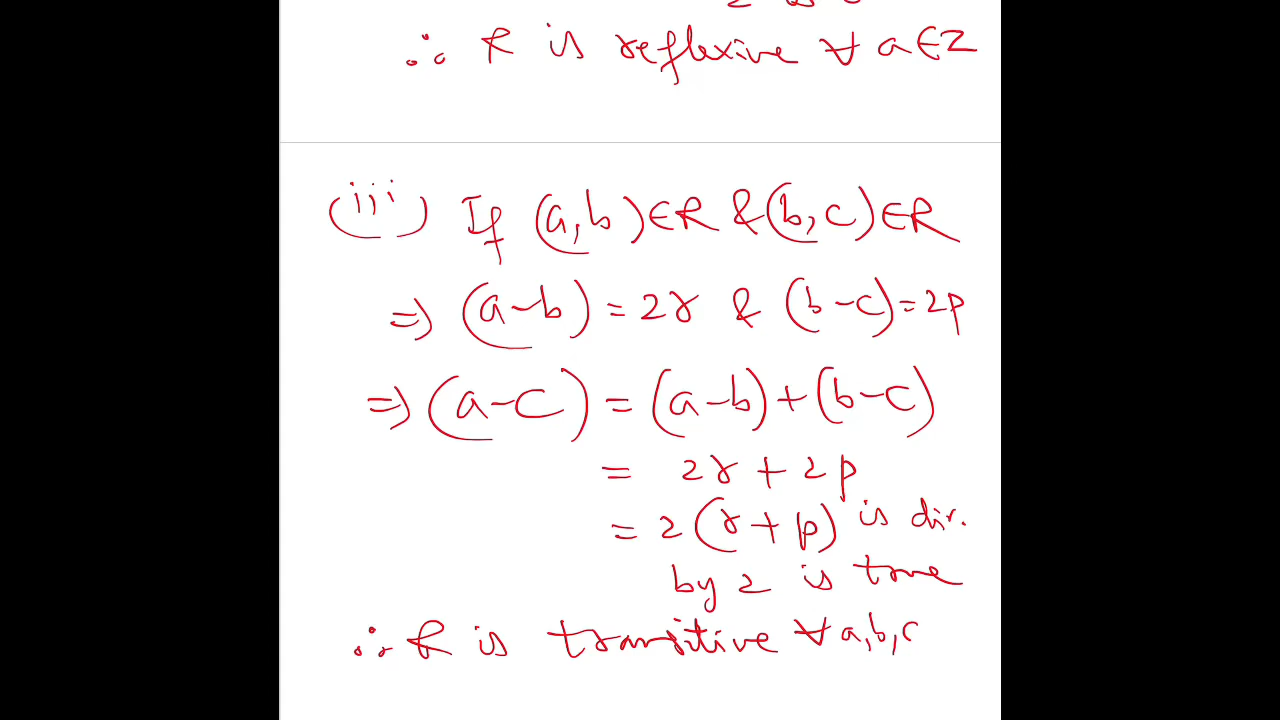 ∴ R is reflexive ∀ a∈Z
(iii) If (a,b)∈R &(b,c)∈R
⇒ (a-b) = 2r & (b-c)=2p
⇒ (a-c) = (a-b)+(b-c)
= 2r + 2p
= 2(r+p) is div.
by 2 is true
∴ R is transitive ∀ a,b,c